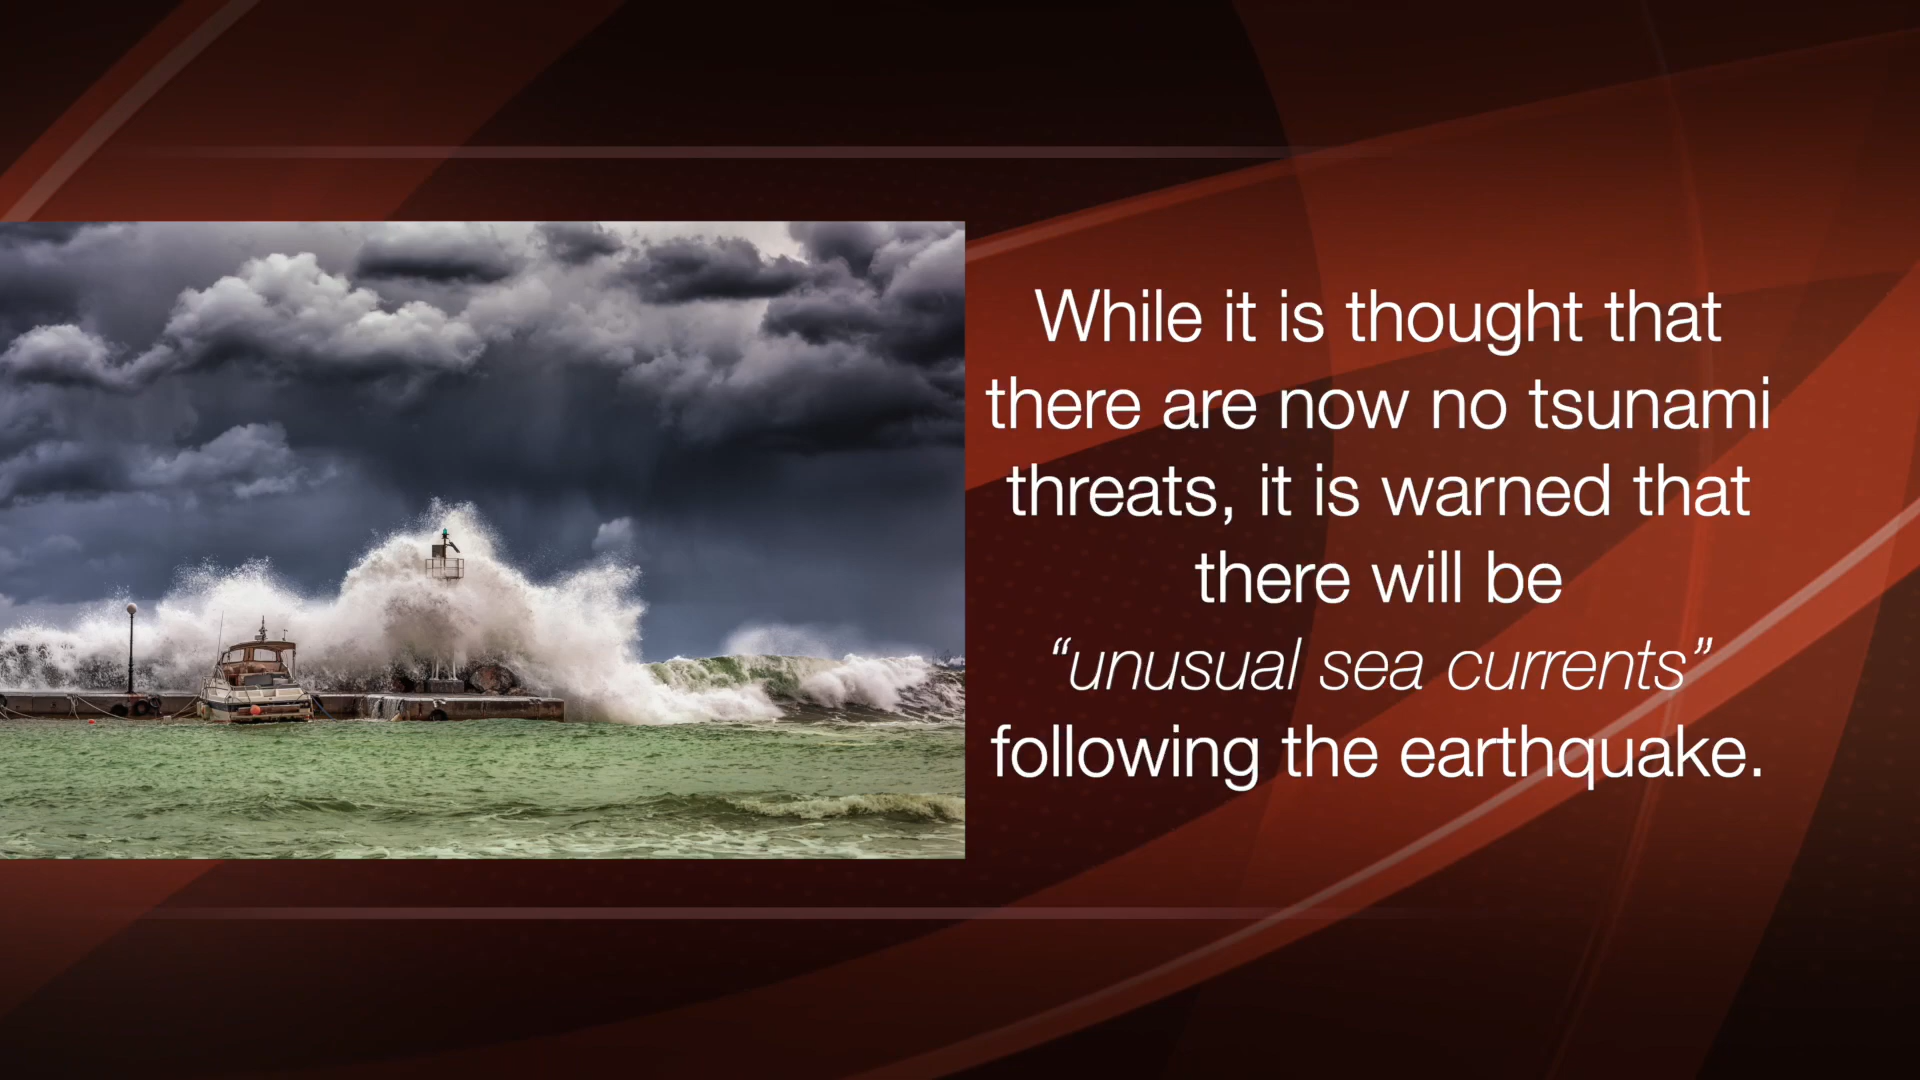 While it is thought that
there are now no tsunami
threats, it is warned that
there will be
“unusual sea currents”
following the earthquake.